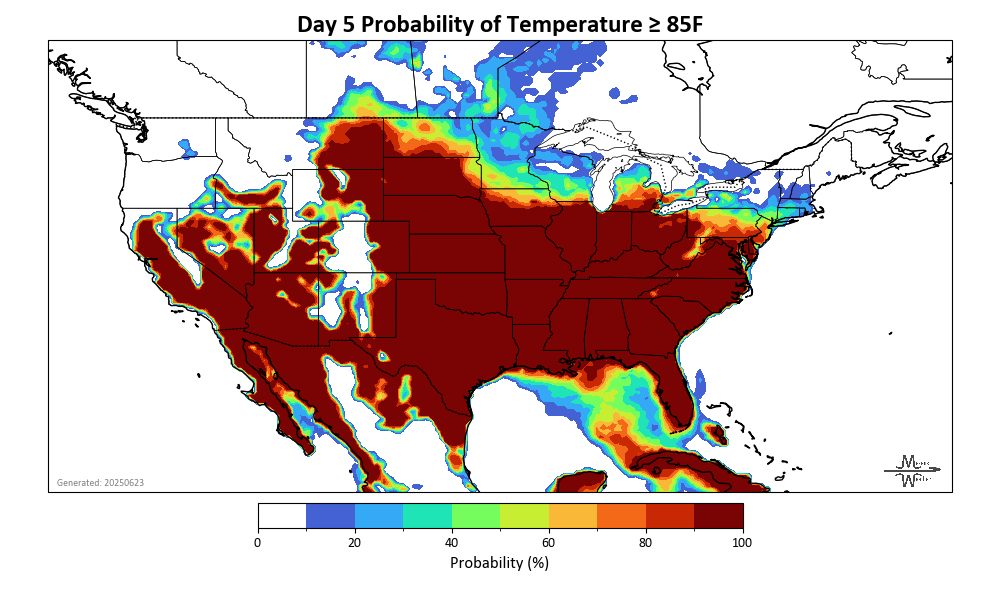 Day 5 Probability of Temperature ≥ 85F
Generated: 20250623
0 20 40 60 80 100
Probability (%)